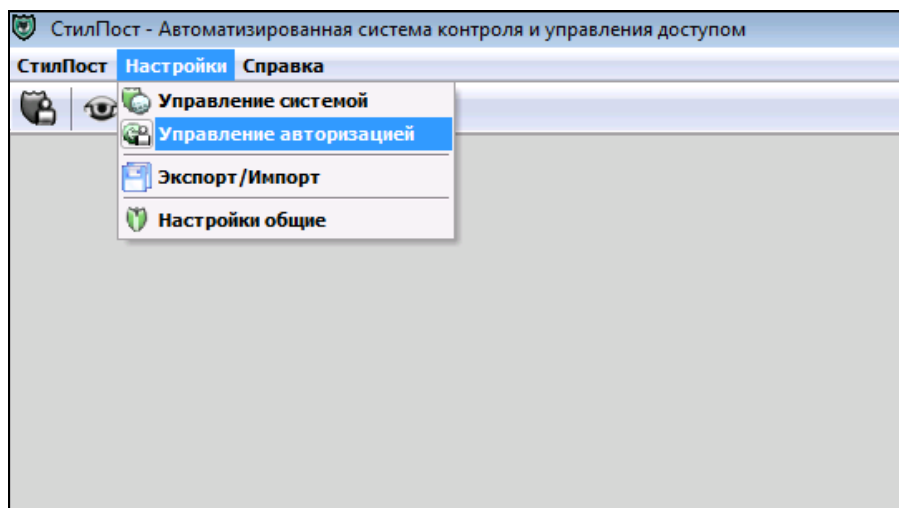 СтилПост - Автоматизированная система контроля и управления доступом
СтилПост Настройки Справка
Управление системой
Управление авторизацией
Экспорт/Импорт
Настройки общие